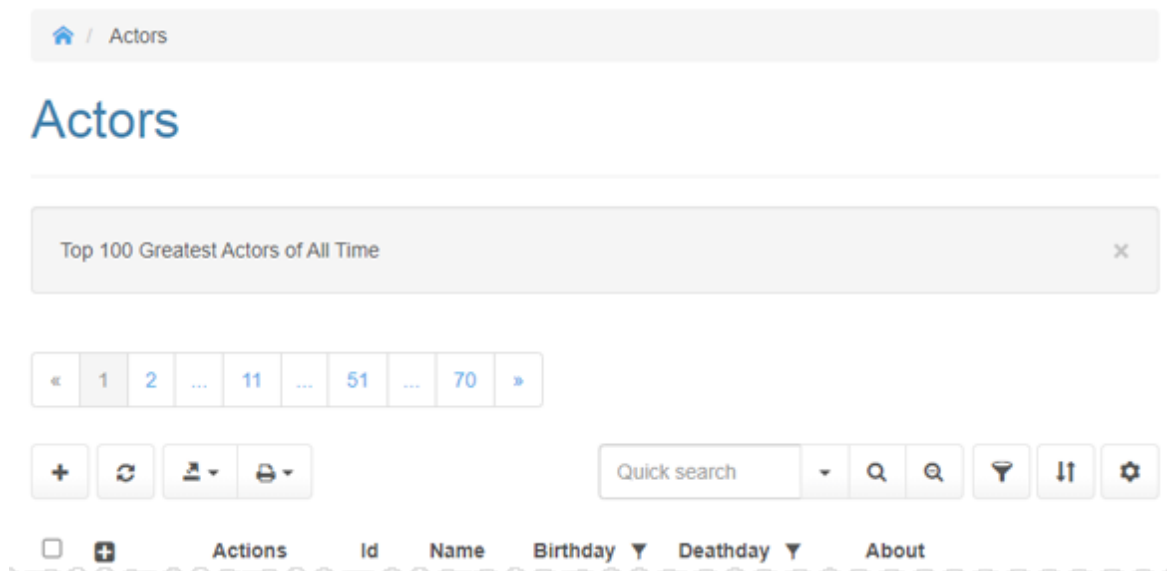 / Actors
Actors
Top 100 Greatest Actors of All Time ×
« 1 2 ... 11 ... 51 ... 70 »
Quick search
Actions Id Name Birthday Deathday About